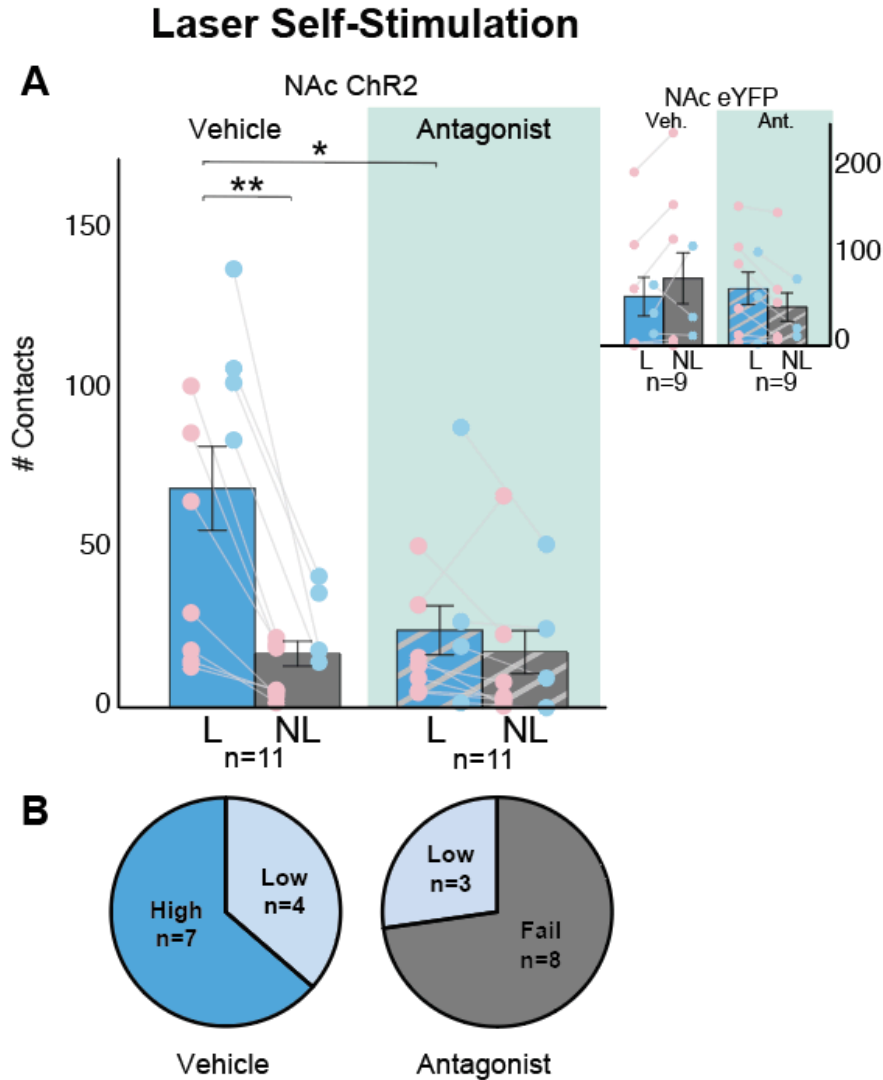 Laser Self-Stimulation
A
NAc ChR2
Vehicle
Antagonist
*
**
# Contacts
150
100
50
0
L
NL
n=11
L
NL
n=11
NAc eYFP
Veh.
Ant.
200
100
0
L
NL
n=9
L
NL
n=9
B
High
n=7
Low
n=4
Vehicle
Low
n=3
Fail
n=8
Antagonist